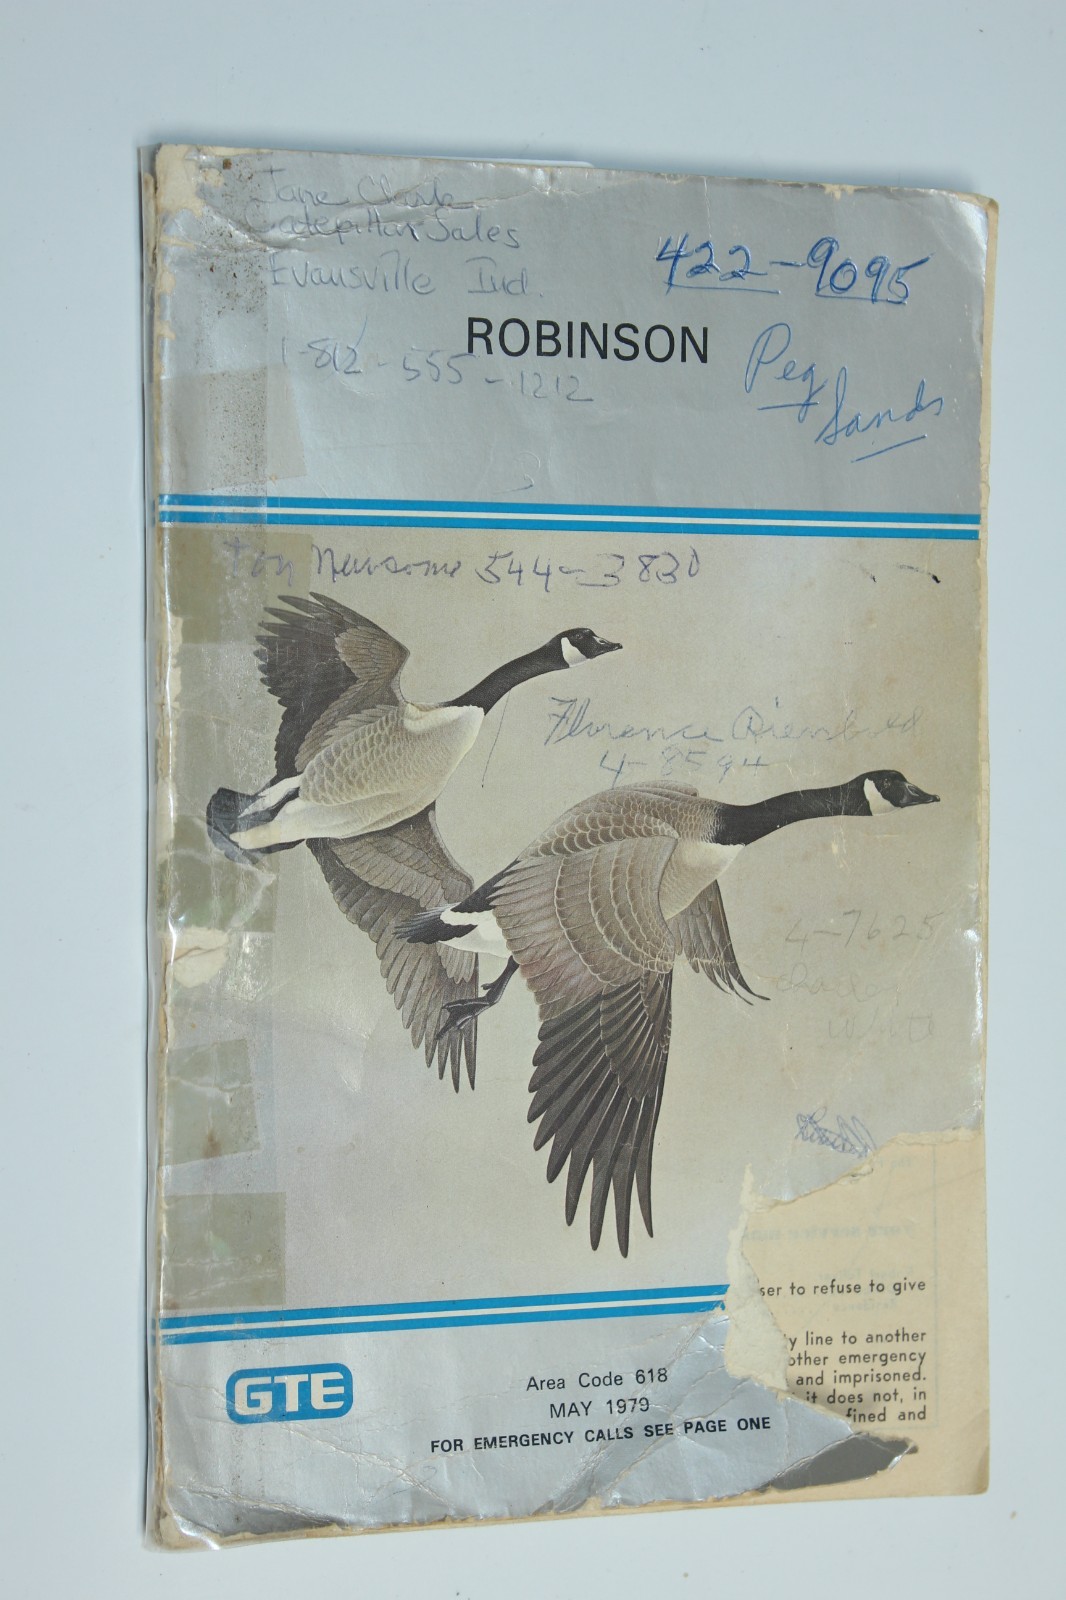 Jane Clark
Catepillar Sales
Evansville Ind.
1-812-555-1212
422-9095
ROBINSON
Peg
Sands
Newsome 544-3830
Florence
4-8594
4-7625
ser to refuse to give
y line to another
other emergency
and imprisoned.
it does not, in
fined and
GTE
Area Code 618
MAY 1979
FOR EMERGENCY CALLS SEE PAGE ONE